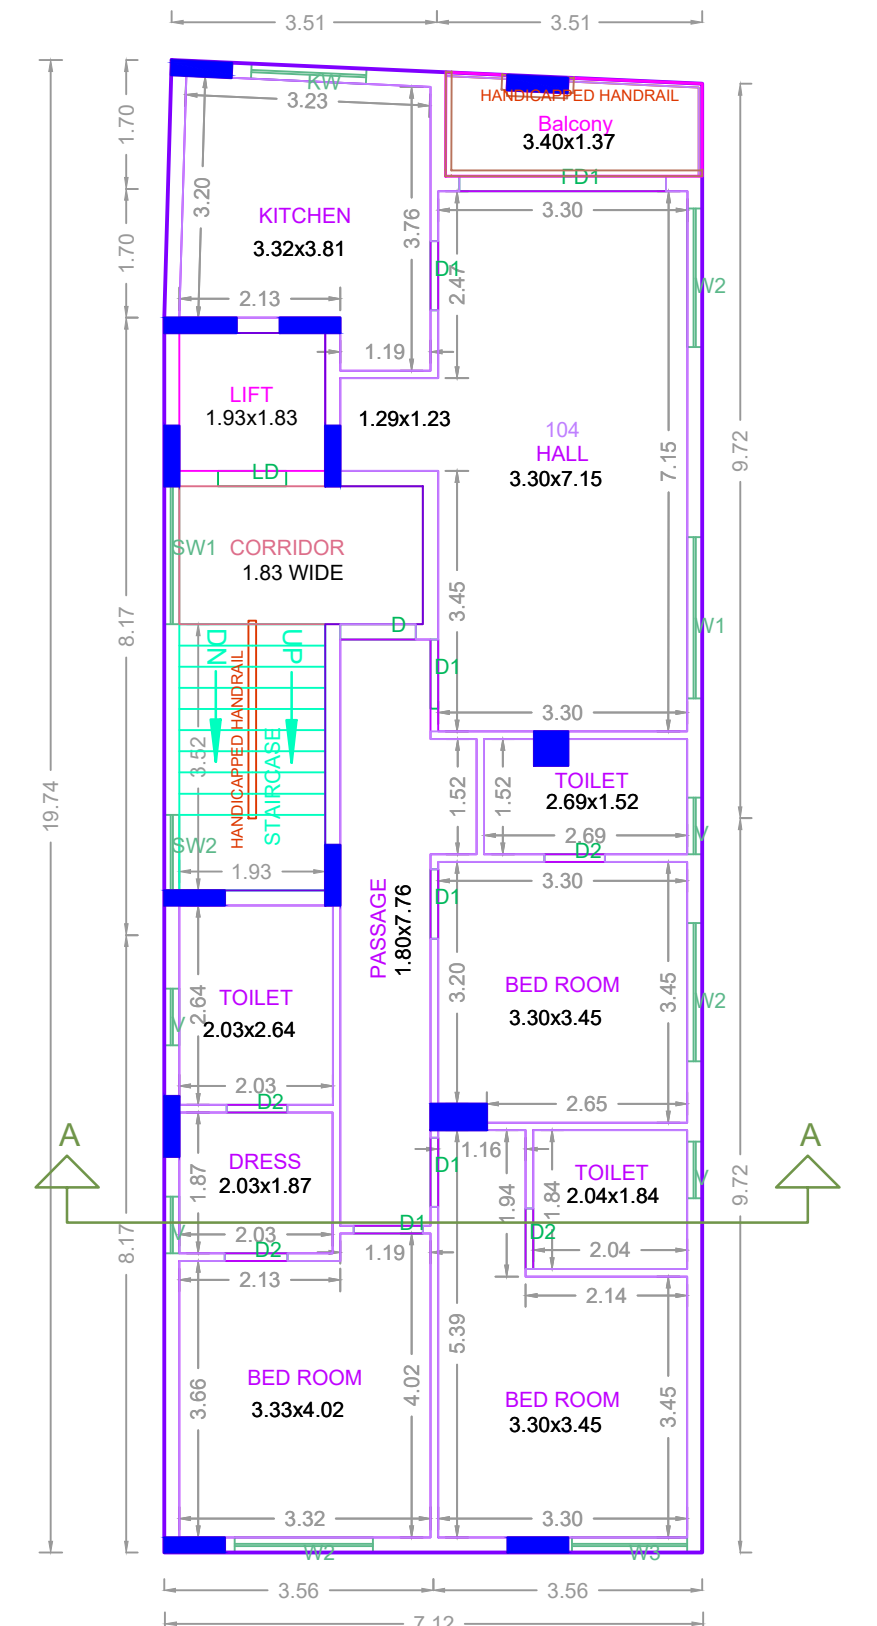 3.51
3.51
KW
3.23
HANDICAPPED HANDRAIL
Balcony
3.40x1.37
1.70
FD1
3.20
3.30
KITCHEN
3.32x3.81
3.76
1.70
D1
2.47
W2
2.13
1.19
LIFT
1.93x1.83
1.29x1.23
104
HALL
3.30x7.15
7.15
9.72
LD
SW1
CORRIDOR
1.83 WIDE
3.45
8.17
D
W1
DN
UP
HANDICAPPED HANDRAIL
D1
3.30
3.52
STAIRCASE
19.74
1.52
1.52
TOILET
2.69x1.52
2.69
V
SW2
D2
1.93
3.30
D1
PASSAGE
1.80x7.76
3.20
BED ROOM
3.30x3.45
3.45
W2
TOILET
2.03x2.64
2.64
V
2.03
D2
2.65
A
A
1.16
DRESS
2.03x1.87
1.87
D1
TOILET
2.04x1.84
1.94
1.84
V
9.72
2.03
V
D2
D1
1.19
D2
2.04
8.17
2.13
2.14
5.39
BED ROOM
3.33x4.02
3.66
4.02
BED ROOM
3.30x3.45
3.45
3.32
3.30
W2
W3
3.56
3.56
7.12